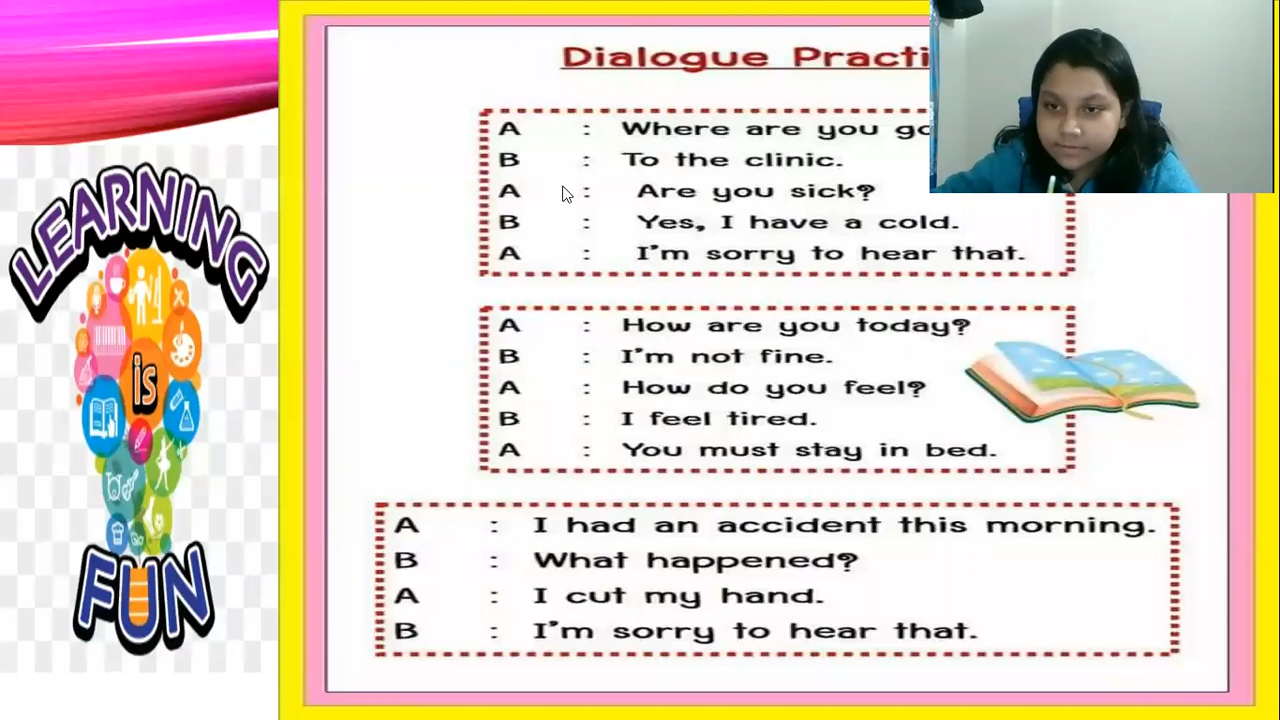 Dialogue
A : Where are you
B : To the clinic.
A : Are you sick?
B : Yes, I have a cold.
A : I'm sorry to hear that.
A : How are you today?
B : I'm not fine.
A : How do you feel?
B : I feel tired.
A : You must stay in bed.
A : I had an accident this morning.
B : What happened?
A : I cut my hand.
B : I'm sorry to hear that.
LEARNING
is
FUN